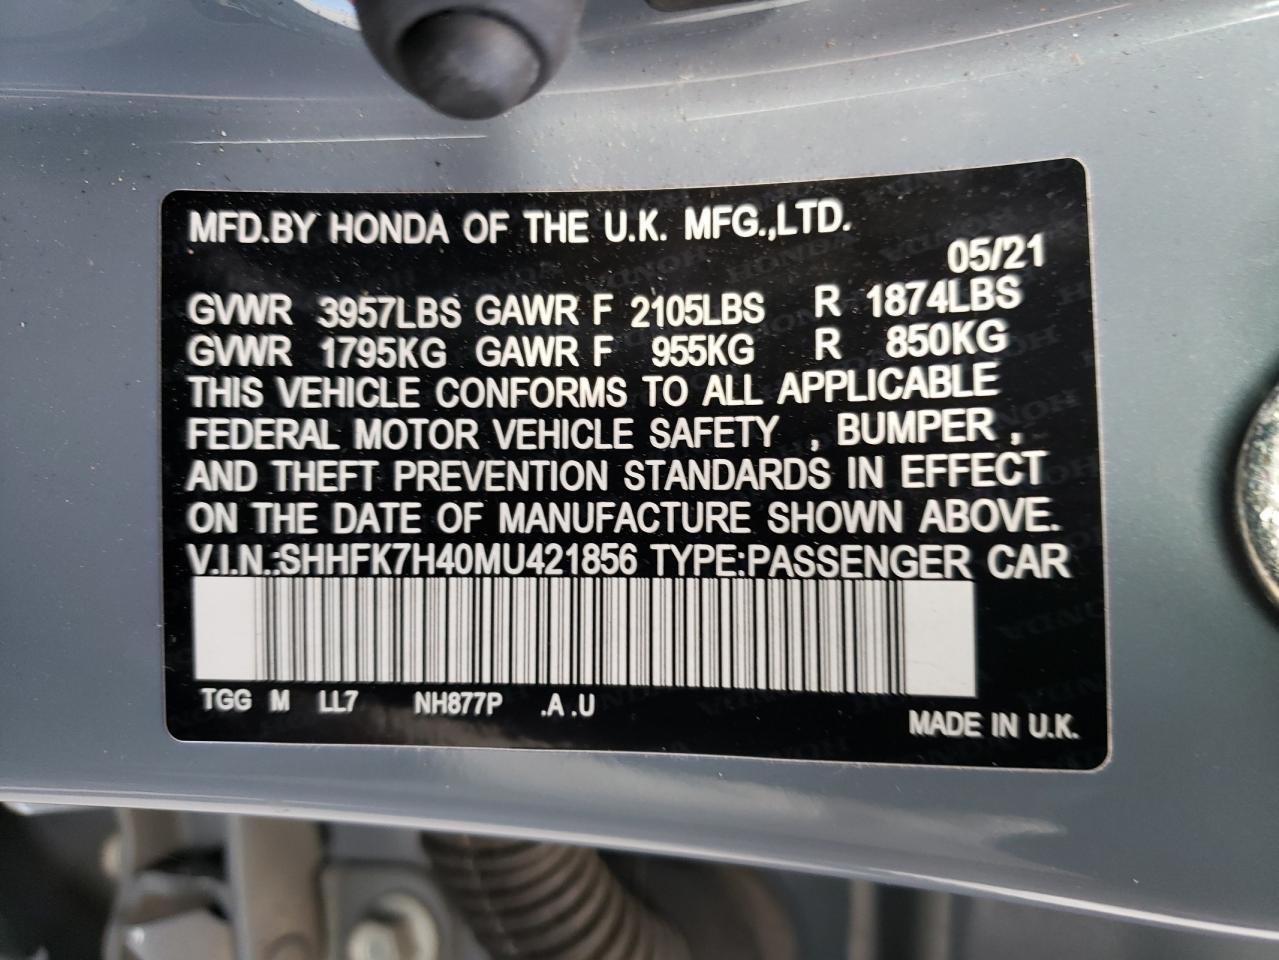 MFD.BY HONDA OF THE U.K. MFG.,LTD.
05/'21
GVWR 3957LBS GAWR F 2105LBS R 1874LBS
GVWR 1795KG GAWR F 955KG R 850KG
THIS VEHICLE CONFORMS TO ALL APPLICABLE
FEDERAL MOTOR VEHICLE SAFETY , BUMPER ,
AND THEFT PREVENTION STANDARDS IN EFFECT
ON THE DATE OF MANUFACTURE SHOWN ABOVE.
V.I.N.:SHHFK7H40MU421856 TYPE:PASSENGER CAR
TGG M LL7 NH877P .A .U
MADE IN U.K.